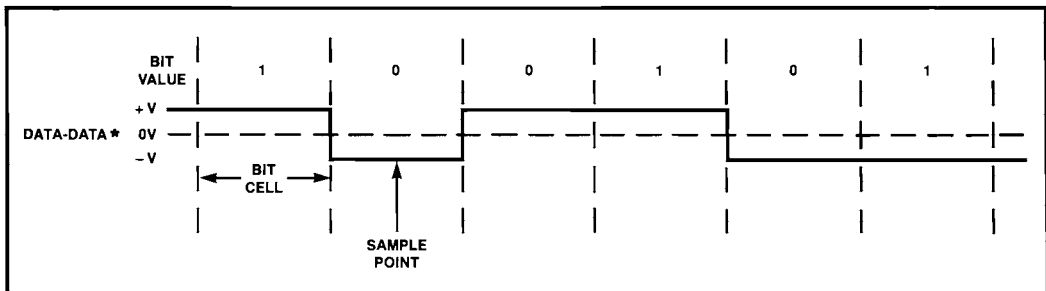 BIT
VALUE
1 0 0 1 0 1
+ V
DATA-DATA * 0V
– V
BIT
CELL
SAMPLE
POINT